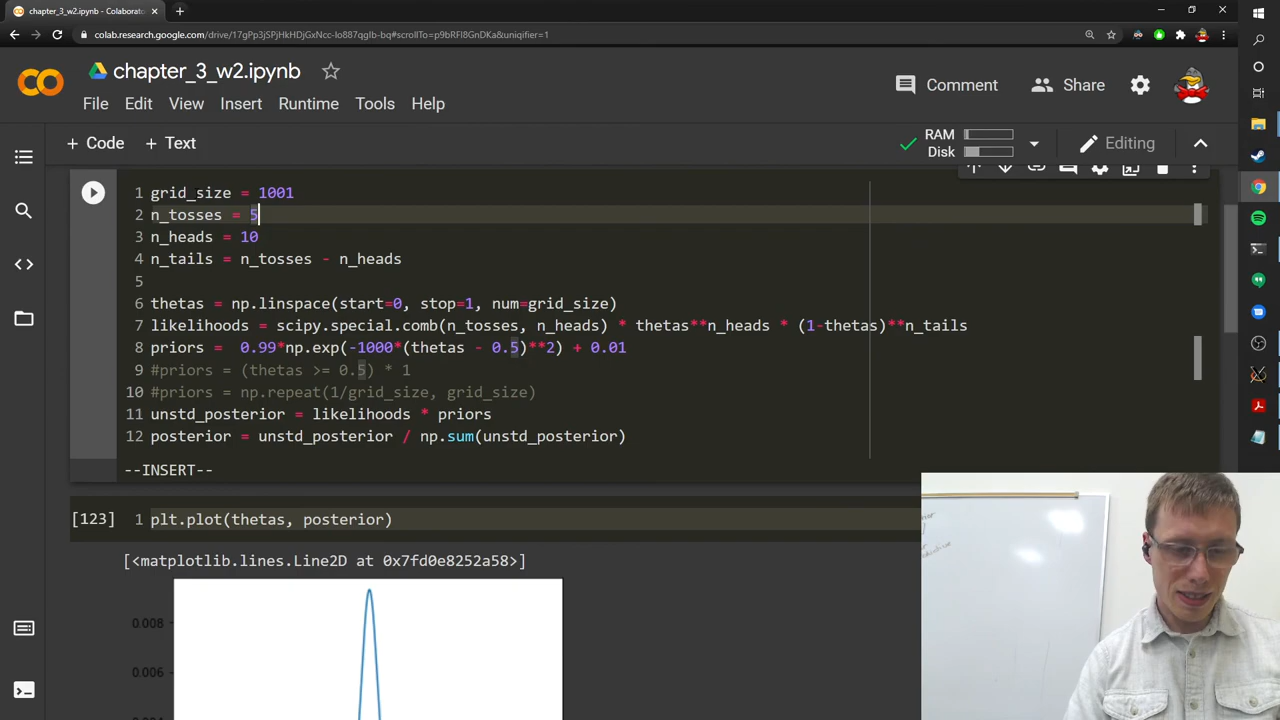 chapter_3_w2.ipynb - Colaborato
colab.research.google.com/drive/17gPp3jSPjHkHDjGxNcc-lo887qgIb-bq#scrollTo=p9bRFI8GnDKa&uniqifier=1
chapter_3_w2.ipynb
File Edit View Insert Runtime Tools Help
Comment
Share
+ Code + Text
RAM
Disk
Editing
1 grid_size = 1001
2 n_tosses = 5
3 n_heads = 10
4 n_tails = n_tosses - n_heads
5
6 thetas = np.linspace(start=0, stop=1, num=grid_size)
7 likelihoods = scipy.special.comb(n_tosses, n_heads) * thetas**n_heads * (1-thetas)**n_tails
8 priors =  0.99*np.exp(-1000*(thetas - 0.5)**2) + 0.01
9 #priors = (thetas >= 0.5) * 1
10 #priors = np.repeat(1/grid_size, grid_size)
11 unstd_posterior = likelihoods * priors
12 posterior = unstd_posterior / np.sum(unstd_posterior)
--INSERT--
[123] 1 plt.plot(thetas, posterior)
[<matplotlib.lines.Line2D at 0x7fd0e8252a58>]
0.008
0.006